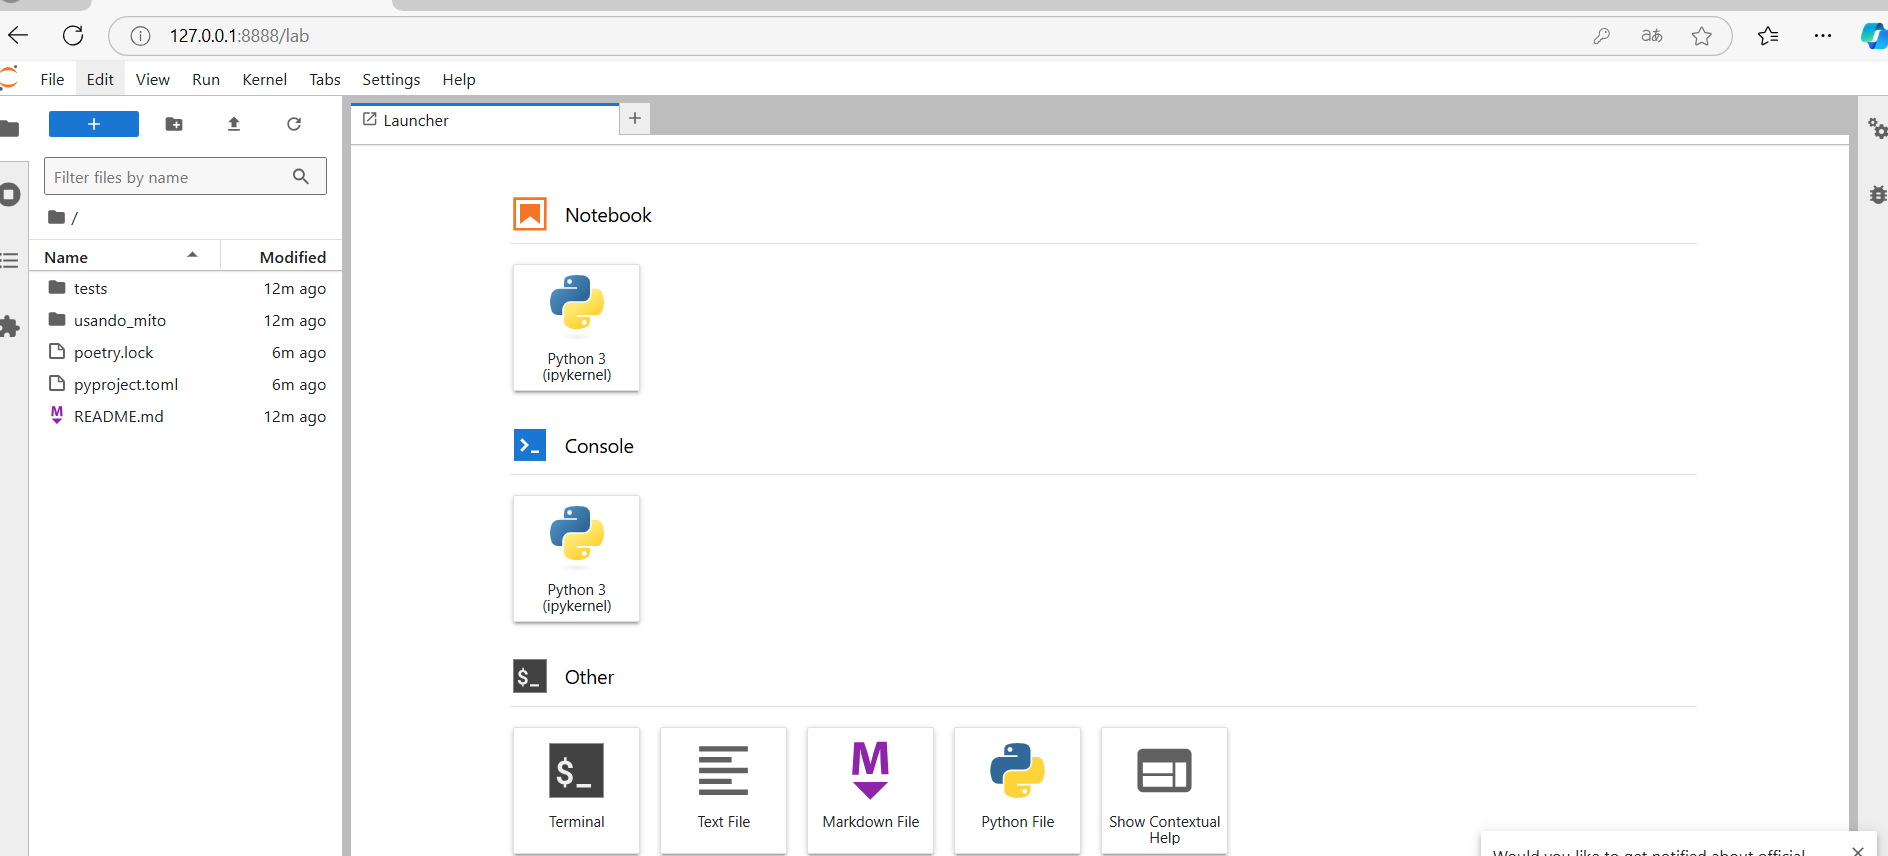 127.0.0.1:8888/lab
aあ
File Edit View Run Kernel Tabs Settings Help
Launcher
Filter files by name
/
Name Modified
tests 12m ago
usando_mito 12m ago
poetry.lock 6m ago
pyproject.toml 6m ago
README.md 12m ago
Notebook
Python 3
(ipykernel)
Console
Python 3
(ipykernel)
$_ Other
$_
Terminal
Text File
M
Markdown File
Python File
Show Contextual
Help
Would you like to get notified about official